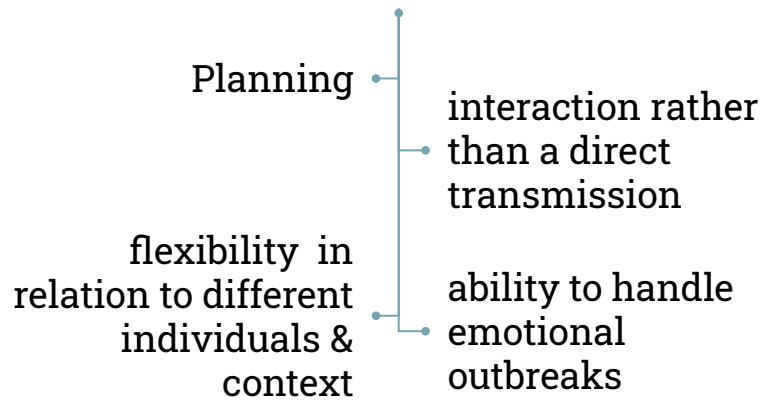 Planning
interaction rather
than a direct
transmission
flexibility  in
relation to different
individuals &
context
ability to handle
emotional
outbreaks